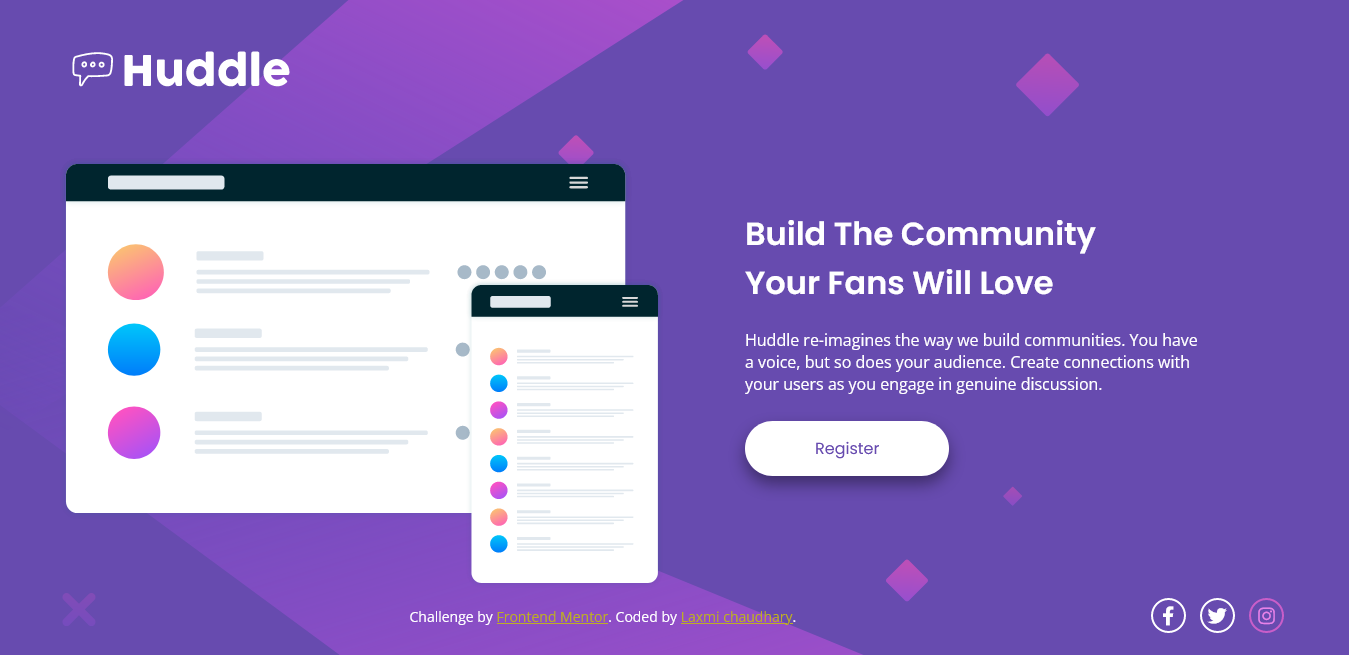 Huddle
Build The Community
Your Fans Will Love
Huddle re-imagines the way we build communities. You have
a voice, but so does your audience. Create connections with
your users as you engage in genuine discussion.
Register
Challenge by Frontend Mentor. Coded by Laxmi chaudhary.